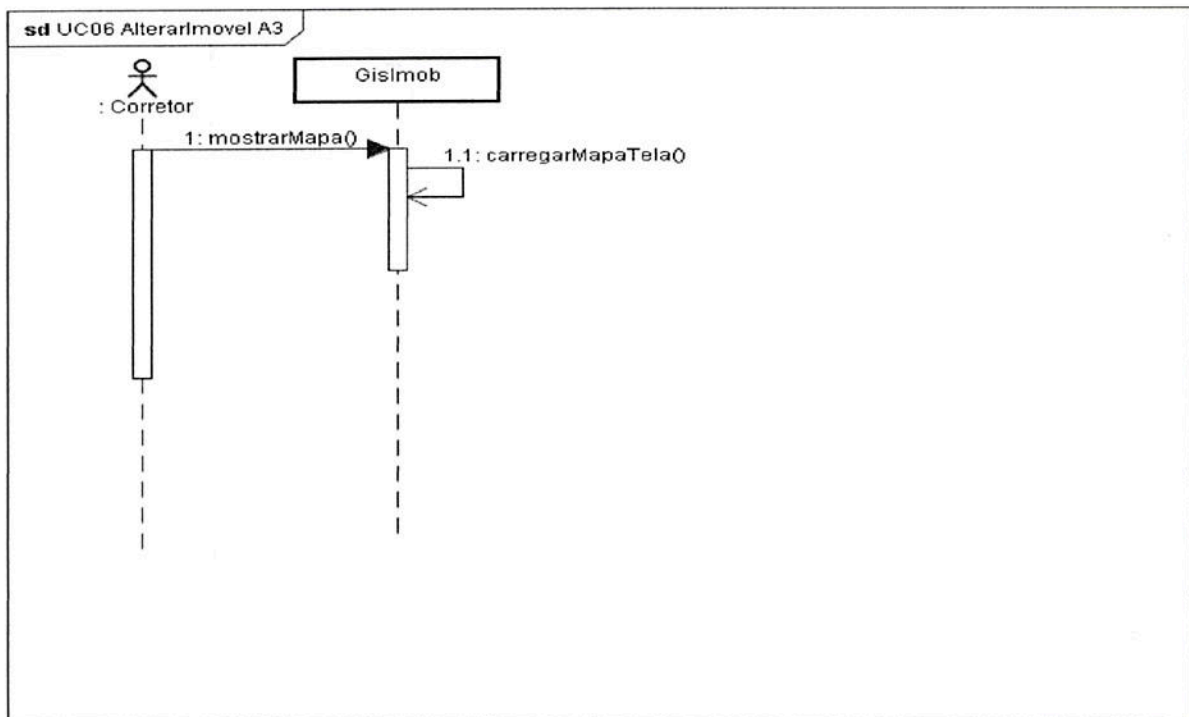 sd UC06 AlterarImovel A3
GisImob
: Corretor
1: mostrarMapa()
1.1: carregarMapaTela()